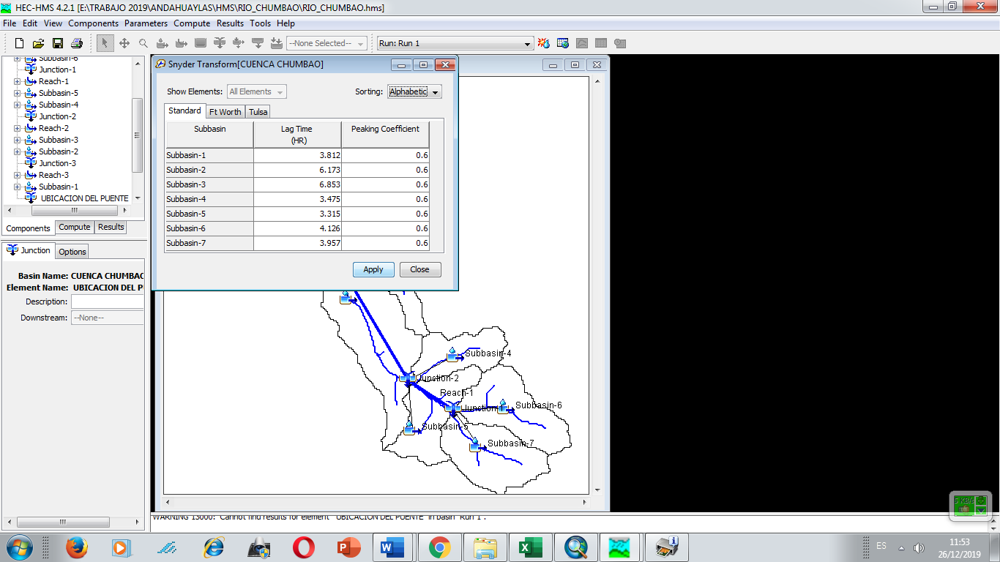 HEC-HMS 4.2.1 [E:\TRABAJO 2019\ANDAHUAYLAS\HMS\RIO_CHUMBAO\RIO_CHUMBAO.hms]
File Edit View Components Parameters Compute Results Tools Help
--None Selected-- Run: Run 1
Subbasin-6
Junction-1
Reach-1
Subbasin-5
Subbasin-4
Junction-2
Reach-2
Subbasin-3
Subbasin-2
Junction-3
Reach-3
Subbasin-1
UBICACION DEL PUENTE
Components Compute Results
Junction Options
Basin Name: CUENCA CHUMBAO
Element Name: UBICACION DEL P
Description:
Downstream: --None--
Snyder Transform[CUENCA CHUMBAO]
Show Elements: All Elements Sorting: Alphabetic
Standard Ft Worth Tulsa
Subbasin Lag Time Peaking Coefficient
(HR)
Subbasin-1 3.812 0.6
Subbasin-2 6.173 0.6
Subbasin-3 6.853 0.6
Subbasin-4 3.475 0.6
Subbasin-5 3.315 0.6
Subbasin-6 4.126 0.6
Subbasin-7 3.957 0.6
Apply Close
Subbasin-4
Junction-2
Reach-1
Junction
Subbasin-6
Subbasin-5
Subbasin-7
5 KB/s
WARNING 13000: Cannot find results for element " UBICACION DEL PUENTE" in basin "Run 1".
ES 11:53
26/12/2019